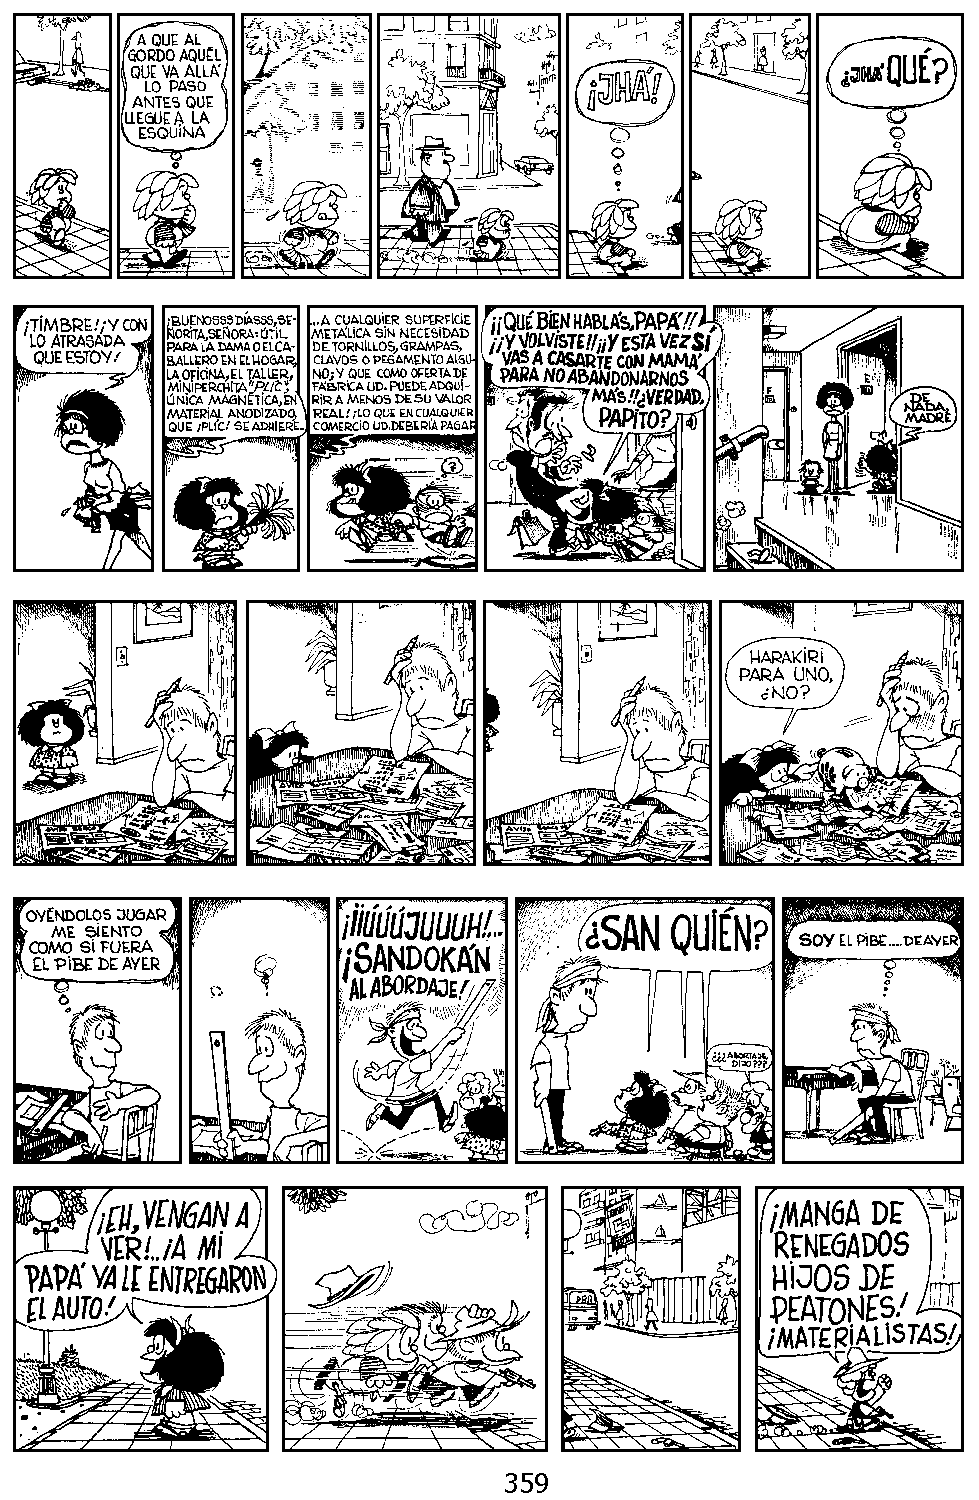 A QUE AL
GORDO AQUÉL
QUE VA ALLÁ
LO PASO
ANTES QUE
LLEGUE A LA
ESQUINA
¡JHÁ!
¿¡JHÁ QUÉ?
¡TIMBRE!¡Y CON
LO ATRASADA
QUE ESTOY!
¡BUENOSSS DÍASSS, SE-
ÑORITA, SEÑORA: ÚTIL
PARA LA DAMA O EL CA-
BALLERO EN EL HOGAR,
LA OFICINA, EL TALLER,
MINIPERCHITA "PLIC",
ÚNICA MAGNÉTICA, EN
MATERIAL ANODIZADO
QUE ¡PLIC! SE ADHIERE...
...A CUALQUIER SUPERFICIE
METÁLICA SIN NECESIDAD
DE TORNILLOS, GRAMPAS,
CLAVOS O PEGAMENTO ALGU-
NO; Y QUE COMO OFERTA DE
FÁBRICA UD. PUEDE ADQUI-
RIR A MENOS DE SU VALOR
REAL! ¡LO QUE EN CUALQUIER
COMERCIO UD. DEBERÍA PAGAR
?
¡¡QUÉ BIEN HABLÁS, PAPÁ!!
¡¡Y VOLVISTE!! ¡¡Y ESTA VEZ SÍ
VAS A CASARTE CON MAMÁ
PARA NO ABANDONARNOS
MÁS!! ¿VERDAD,
PAPITO?
DE
NADA,
MADRE
HARAKIRI
PARA UNO,
¿NO?
OYÉNDOLOS JUGAR
ME SIENTO
COMO SI FUERA
EL PIBE DE AYER
¡IIIÚÚÚJUUUH!...
¡SANDOKÁN
AL ABORDAJE!
¿SAN QUIÉN?
¿¿¿ABORTAJE,
DIJO???
SOY EL PIBE....DE AYER
¡EH, VENGAN A
VER!..¡A MI
PAPÁ YA LE ENTREGARON
EL AUTO!
¡MANGA DE
RENEGADOS
HIJOS DE
PEATONES!
¡MATERIALISTAS!
359